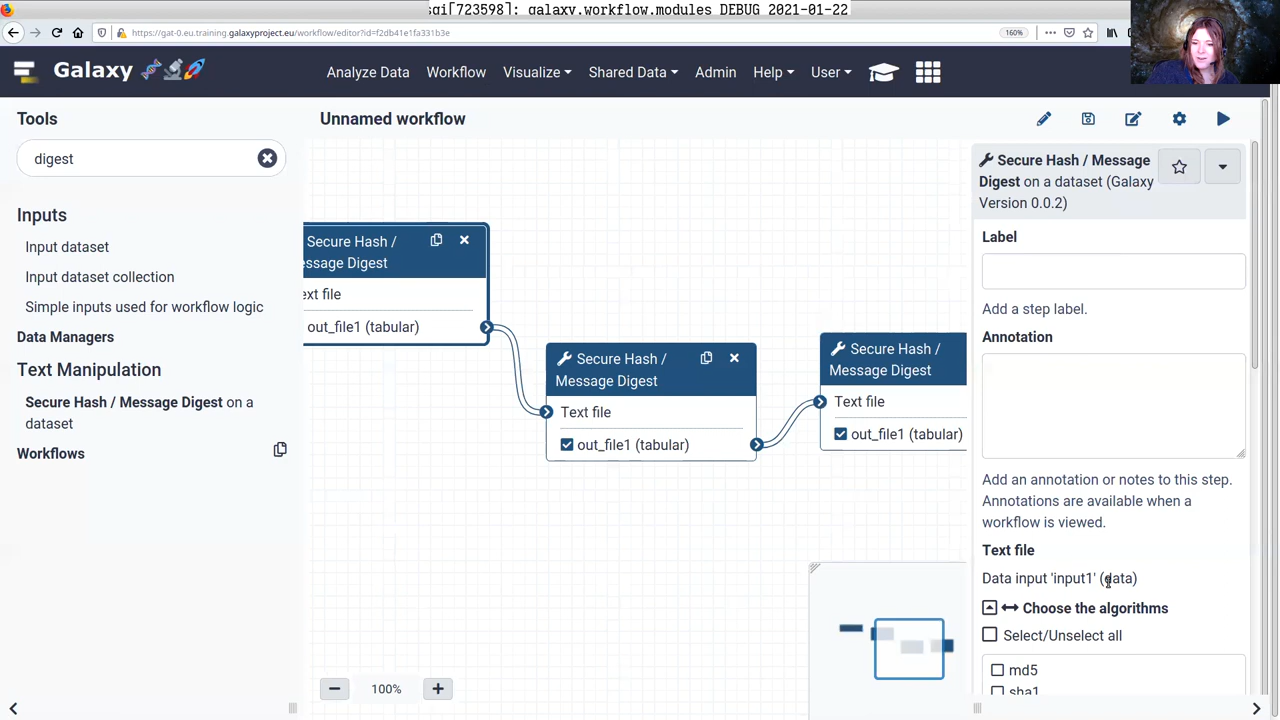 gi[723598]: galaxy.workflow.modules DEBUG 2021-01-22
https://gat-0.eu.training.galaxyproject.eu/workflow/editor?id=f2db41e1fa331b3e
160%
Galaxy
Analyze Data
Workflow
Visualize
Shared Data
Admin
Help
User
Tools
digest
Inputs
Input dataset
Input dataset collection
Simple inputs used for workflow logic
Data Managers
Text Manipulation
Secure Hash / Message Digest on a
dataset
Workflows
Unnamed workflow
Secure Hash /
essage Digest
ext file
out_file1 (tabular)
Secure Hash /
Message Digest
Text file
out_file1 (tabular)
Secure Hash /
Message Digest
Text file
out_file1 (tabular)
100%
Secure Hash / Message
Digest on a dataset (Galaxy
Version 0.0.2)
Label
Add a step label.
Annotation
Add an annotation or notes to this step.
Annotations are available when a
workflow is viewed.
Text file
Data input 'input1' (data)
Choose the algorithms
Select/Unselect all
md5
sha1